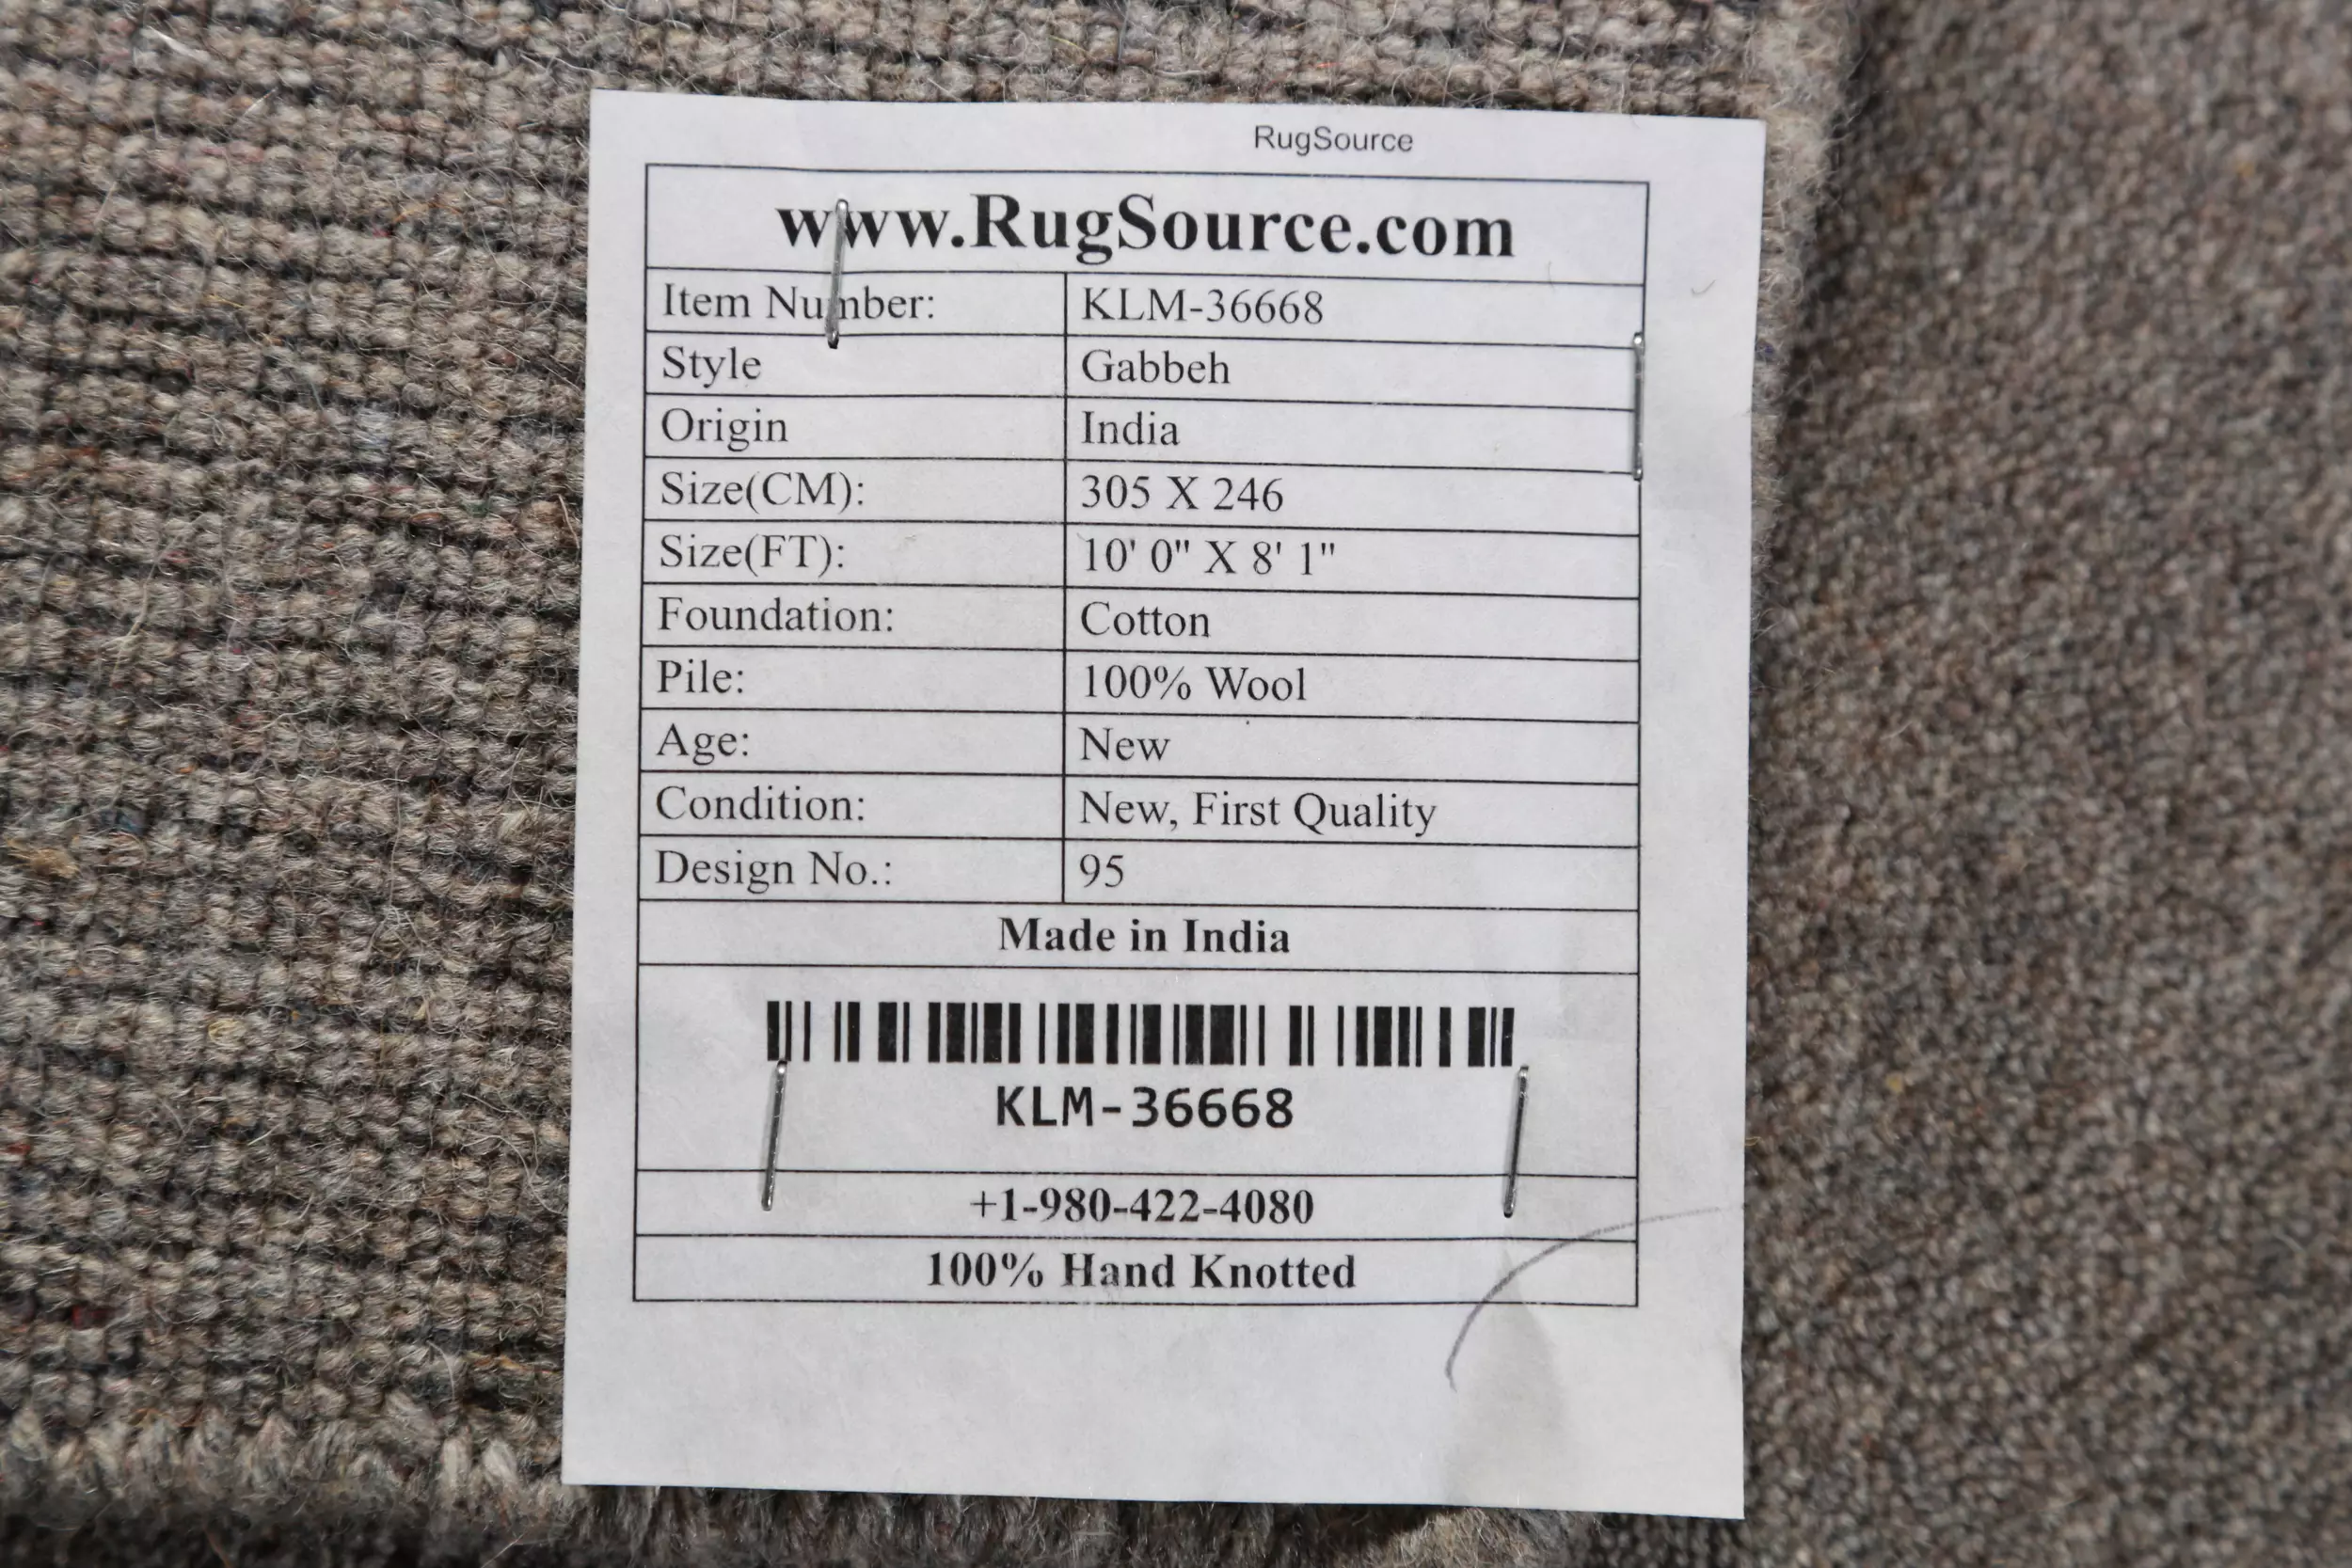 RugSource
www.RugSource.com
Item Number: KLM-36668
Style Gabbeh
Origin India
Size(CM): 305 X 246
Size(FT): 10' 0" X 8' 1"
Foundation: Cotton
Pile: 100% Wool
Age: New
Condition: New, First Quality
Design No.: 95
Made in India
KLM-36668
+1-980-422-4080
100% Hand Knotted